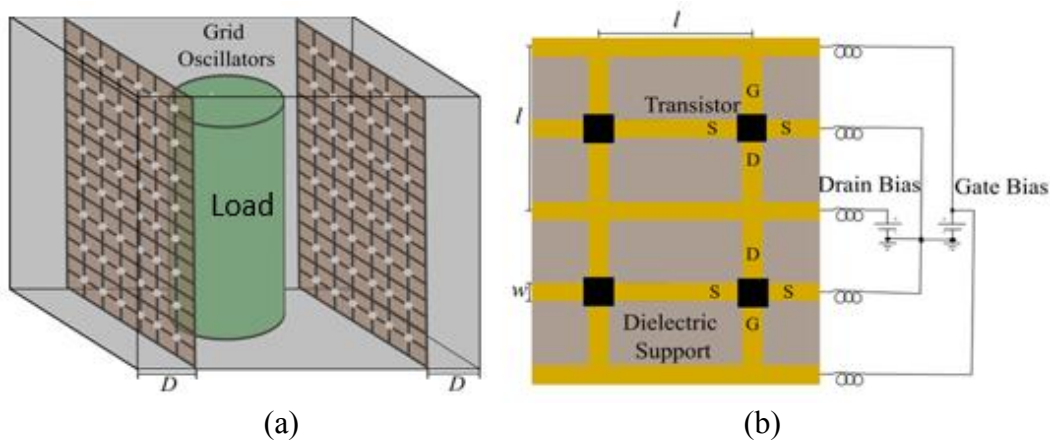 Grid
Oscillators
Load
D
D
(a)
l
l
G
Transistor
S
S
D
Drain Bias
Gate Bias
D
w
S
S
Dielectric
Support
G
(b)